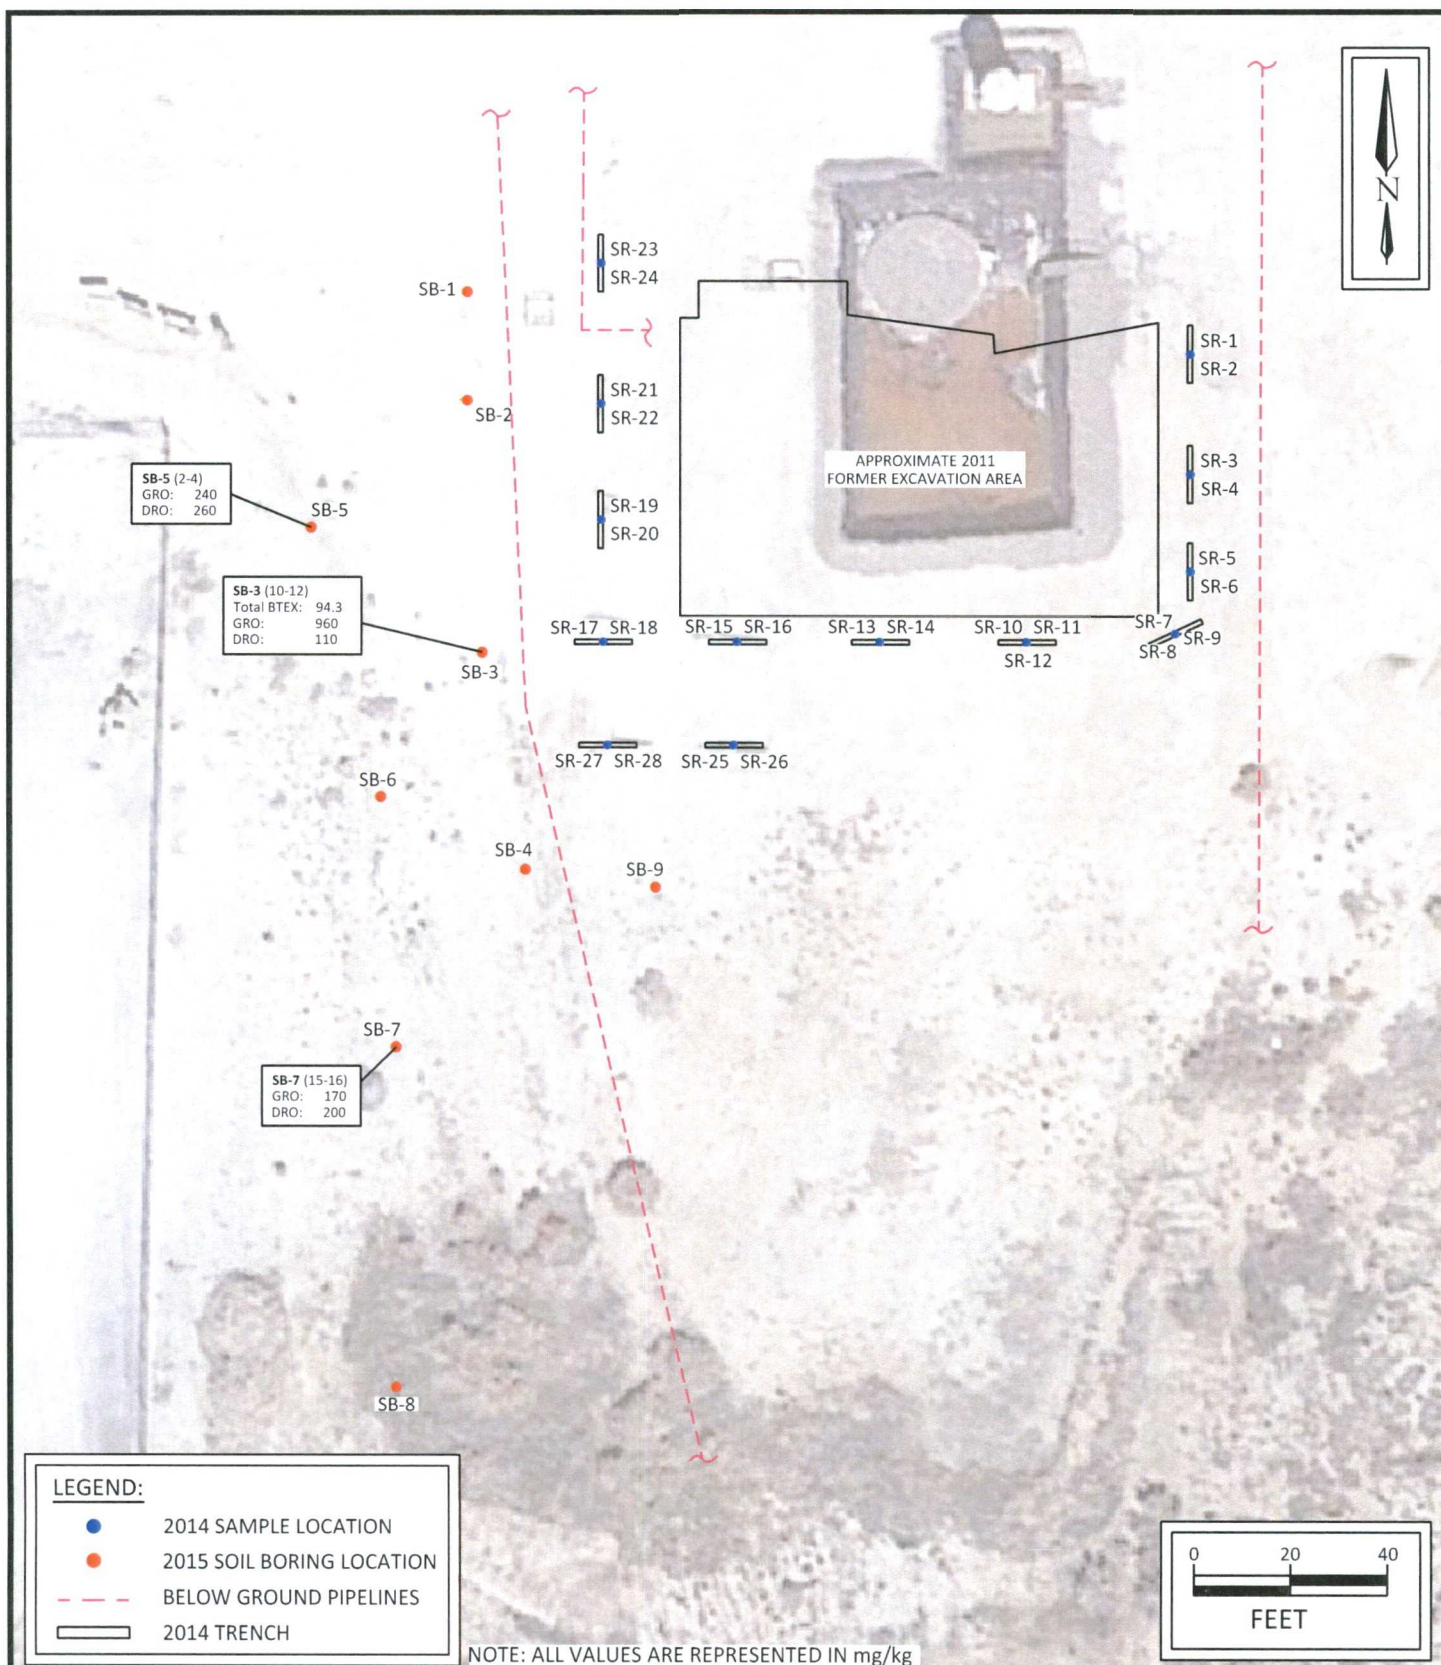 N
SR-23
SR-24
SB-1
SR-1
SR-2
SR-21
SR-22
SB-2
APPROXIMATE 2011
FORMER EXCAVATION AREA
SR-3
SR-4
SB-5 (2-4)
GRO: 240
DRO: 260
SB-5
SR-19
SR-20
SR-5
SR-6
SB-3 (10-12)
Total BTEX: 94.3
GRO: 960
DRO: 110
SB-3
SR-17 SR-18
SR-15 SR-16
SR-13 SR-14
SR-10 SR-11
SR-12
SR-7
SR-8
SR-9
SR-27 SR-28
SR-25 SR-26
SB-6
SB-4
SB-9
SB-7
SB-7 (15-16)
GRO: 170
DRO: 200
SB-8
LEGEND:
2014 SAMPLE LOCATION
2015 SOIL BORING LOCATION
BELOW GROUND PIPELINES
2014 TRENCH
NOTE: ALL VALUES ARE REPRESENTED IN mg/kg
0 20 40
FEET